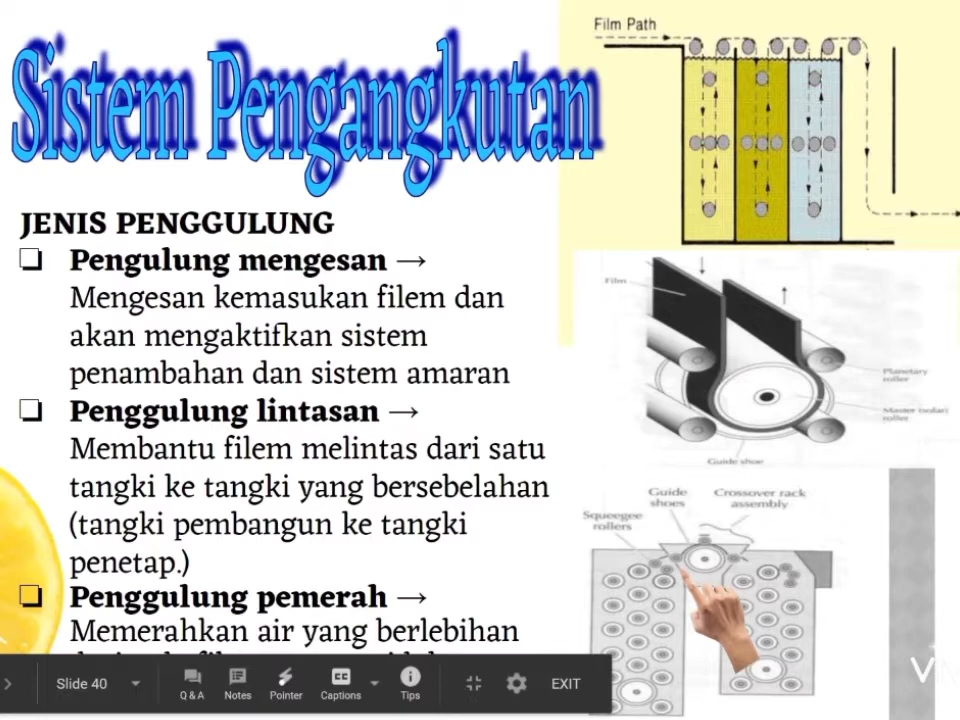 Sistem Pengangkutan
JENIS PENGGULUNG
Pengulung mengesan →
Mengesan kemasukan filem dan
akan mengaktifkan sistem
penambahan dan sistem amaran
Penggulung lintasan →
Membantu filem melintas dari satu
tangki ke tangki yang bersebelahan
(tangki pembangun ke tangki
penetap.)
Penggulung pemerah →
Memerahkan air yang berlebihan
Film Path
Film
Planetary
roller
Master (solar)
roller
Guide shoe
Guide
shoes
Crossover rack
assembly
Squeegee
rollers
Slide 40
Q & A
Notes
Pointer
Captions
Tips
EXIT